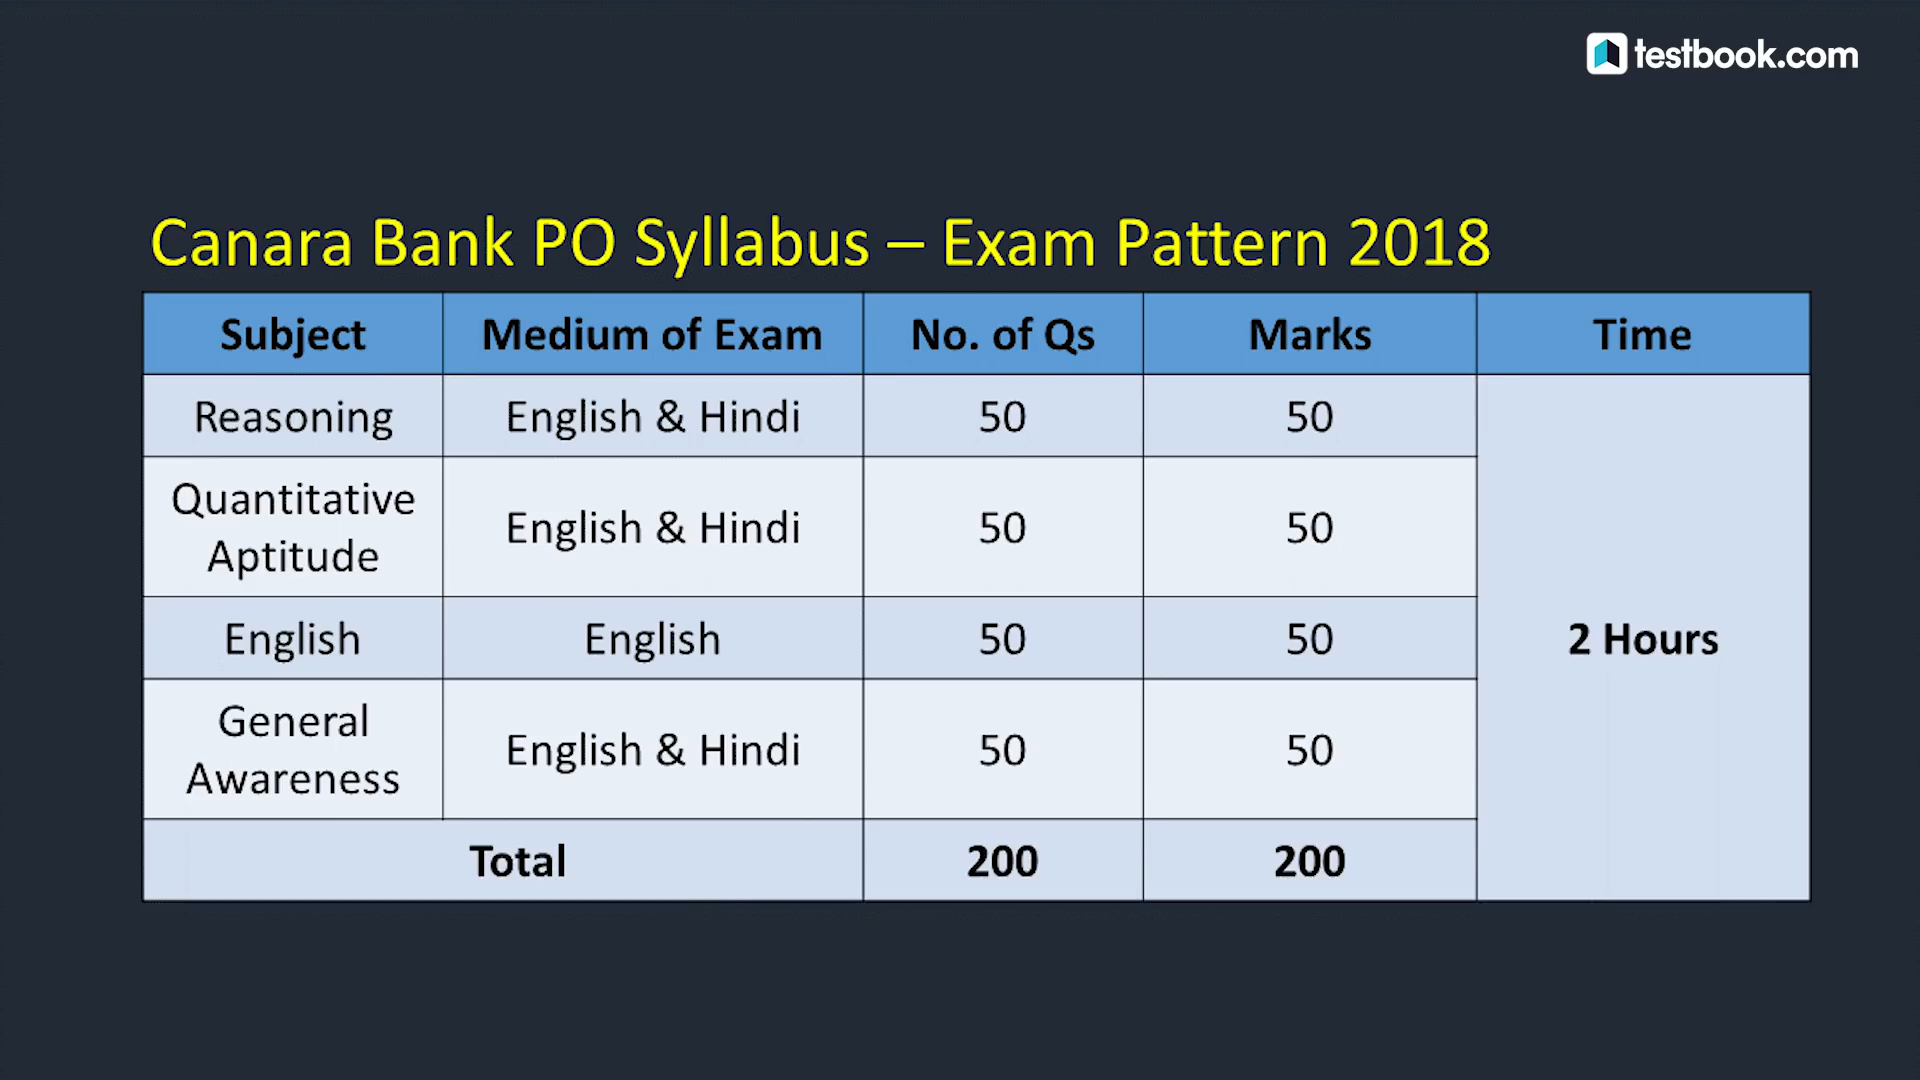 testbook.com
Canara Bank PO Syllabus – Exam Pattern 2018
Subject Medium of Exam No. of Qs Marks Time
Reasoning English & Hindi 50 50
Quantitative
Aptitude
English & Hindi 50 50
English English 50 50
2 Hours
General
Awareness
English & Hindi 50 50
Total 200 200